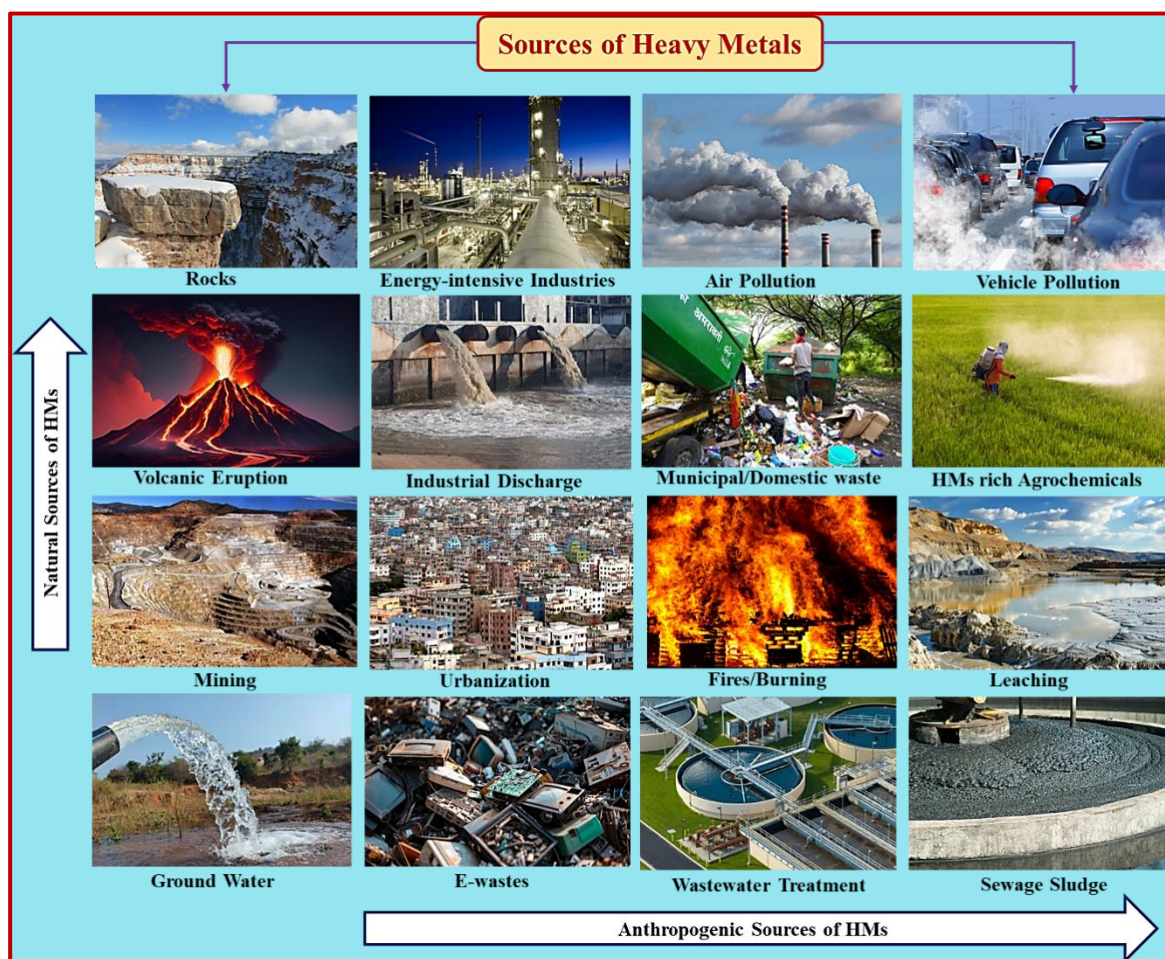 Sources of Heavy Metals
Rocks
Energy-intensive Industries
Air Pollution
Vehicle Pollution
Natural Sources of HMs
Volcanic Eruption
Industrial Discharge
अमरावती
Municipal/Domestic waste
HMs rich Agrochemicals
Mining
Urbanization
Fires/Burning
Leaching
Ground Water
E-wastes
Wastewater Treatment
Sewage Sludge
Anthropogenic Sources of HMs